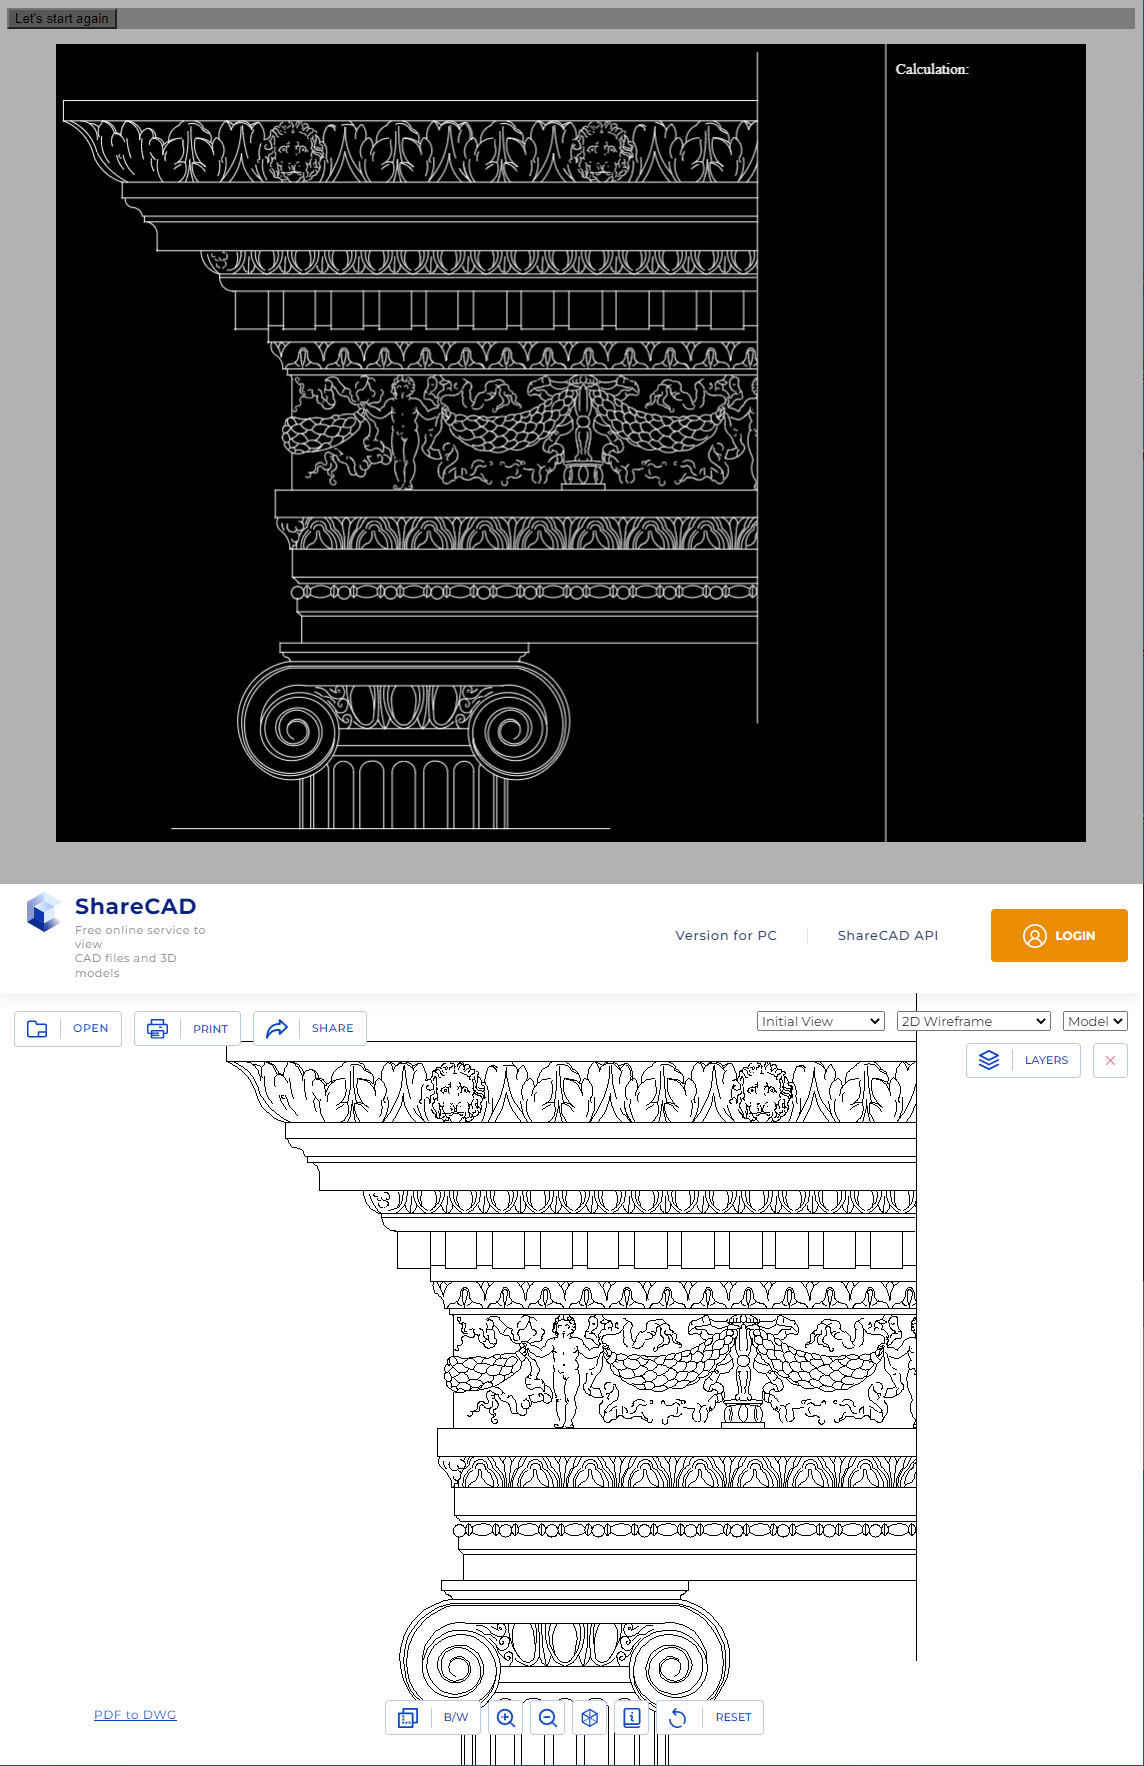 Let's start again
Calculation:
ShareCAD
Free online service to
view
CAD files and 3D
models
Version for PC
ShareCAD API
LOGIN
OPEN
PRINT
SHARE
Initial View
2D Wireframe
Model
LAYERS
PDF to DWG
B/W
RESET